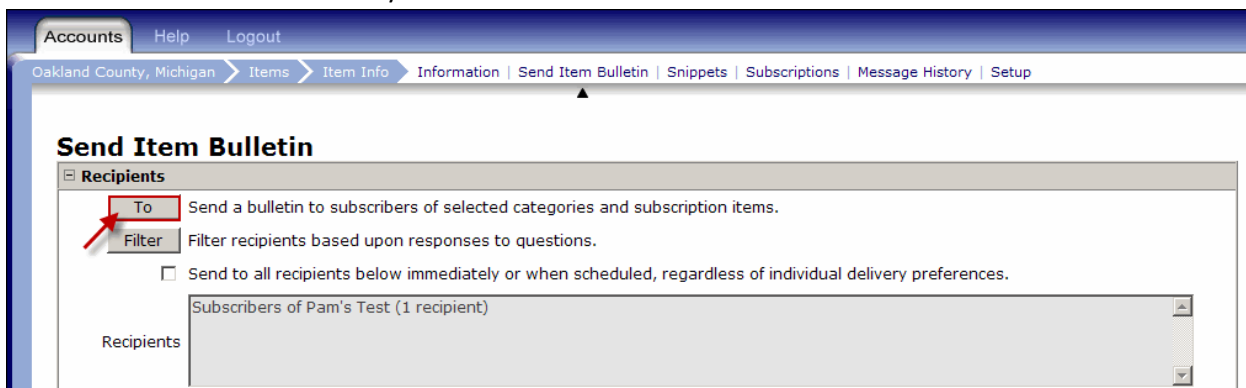 Accounts Help Logout
Oakland County, Michigan Items Item Info Information | Send Item Bulletin | Snippets | Subscriptions | Message History | Setup
Send Item Bulletin
Recipients
To Send a bulletin to subscribers of selected categories and subscription items.
Filter Filter recipients based upon responses to questions.
Send to all recipients below immediately or when scheduled, regardless of individual delivery preferences.
Subscribers of Pam's Test (1 recipient)
Recipients